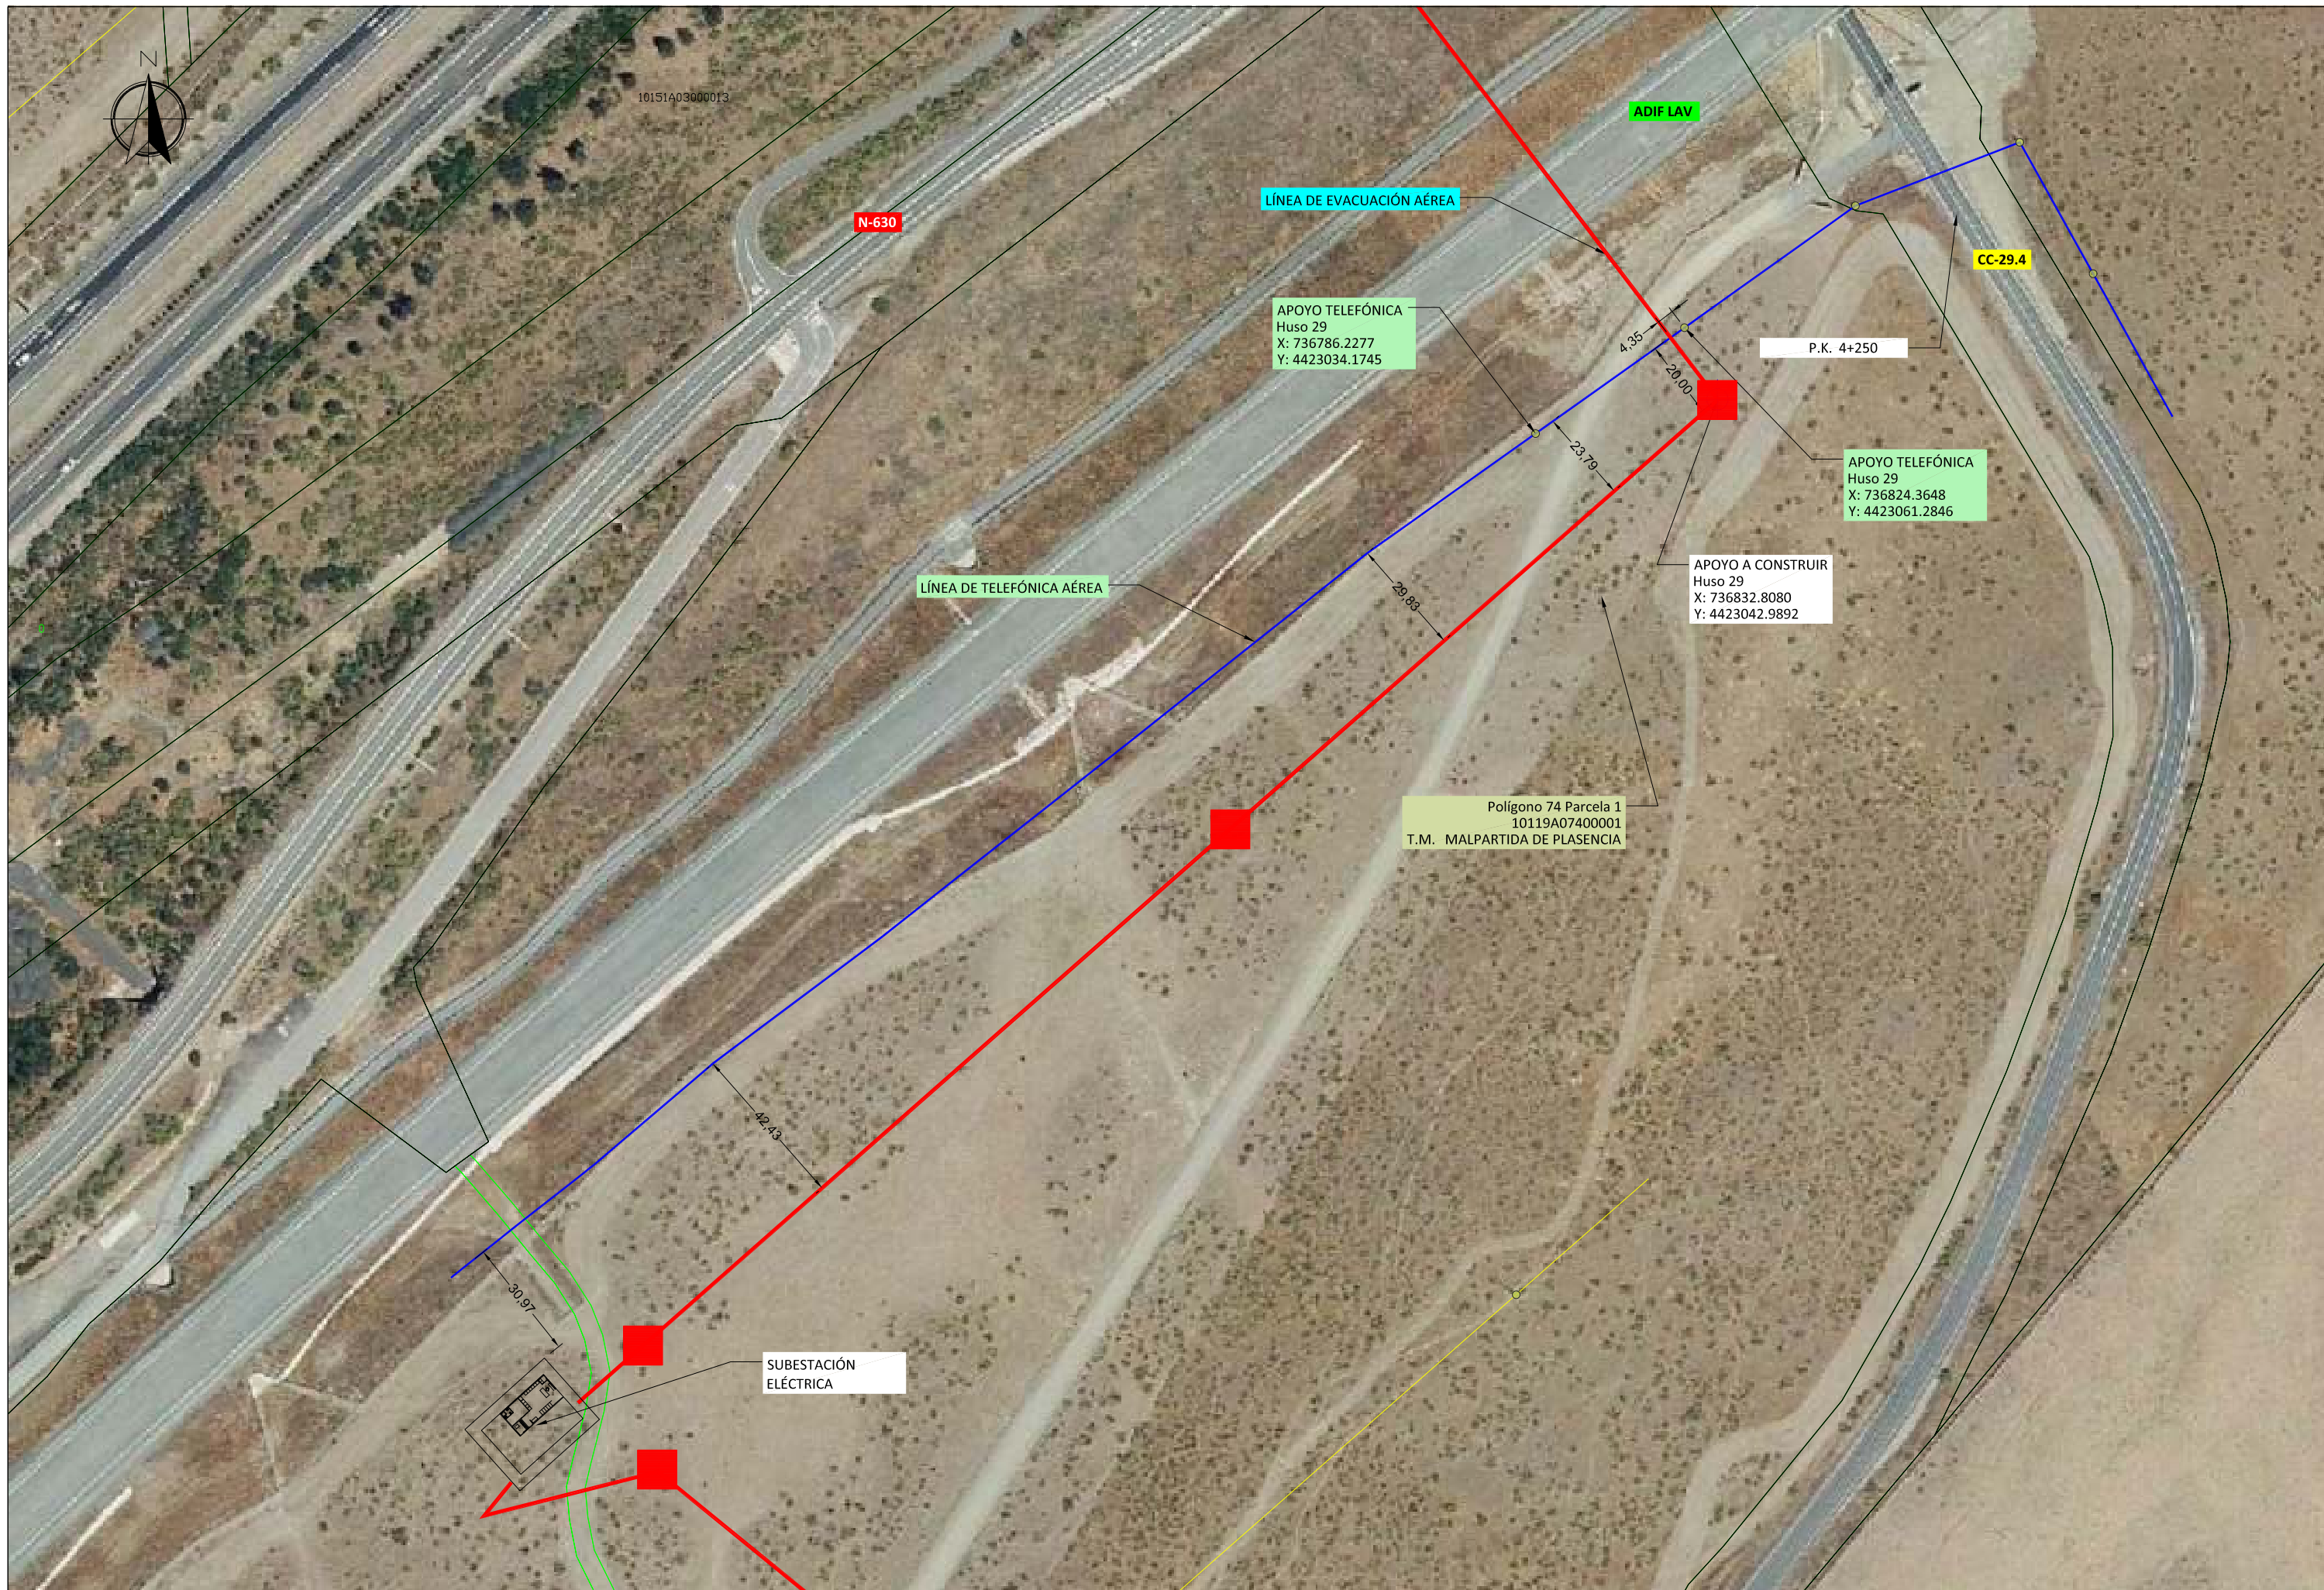 N
10151A03000013
ADIF LAV
LÍNEA DE EVACUACIÓN AÉREA
N-630
CC-29.4
APOYO TELEFÓNICA
Huso 29
X: 736786.2277
Y: 4423034.1745
4,35
P.K. 4+250
20,00
23,79
APOYO TELEFÓNICA
Huso 29
X: 736824.3648
Y: 4423061.2846
APOYO A CONSTRUIR
Huso 29
X: 736832.8080
Y: 4423042.9892
LÍNEA DE TELEFÓNICA AÉREA
29,83
Polígono 74 Parcela 1
10119A07400001
T.M. MALPARTIDA DE PLASENCIA
42,43
30,97
SUBESTACIÓN
ELÉCTRICA